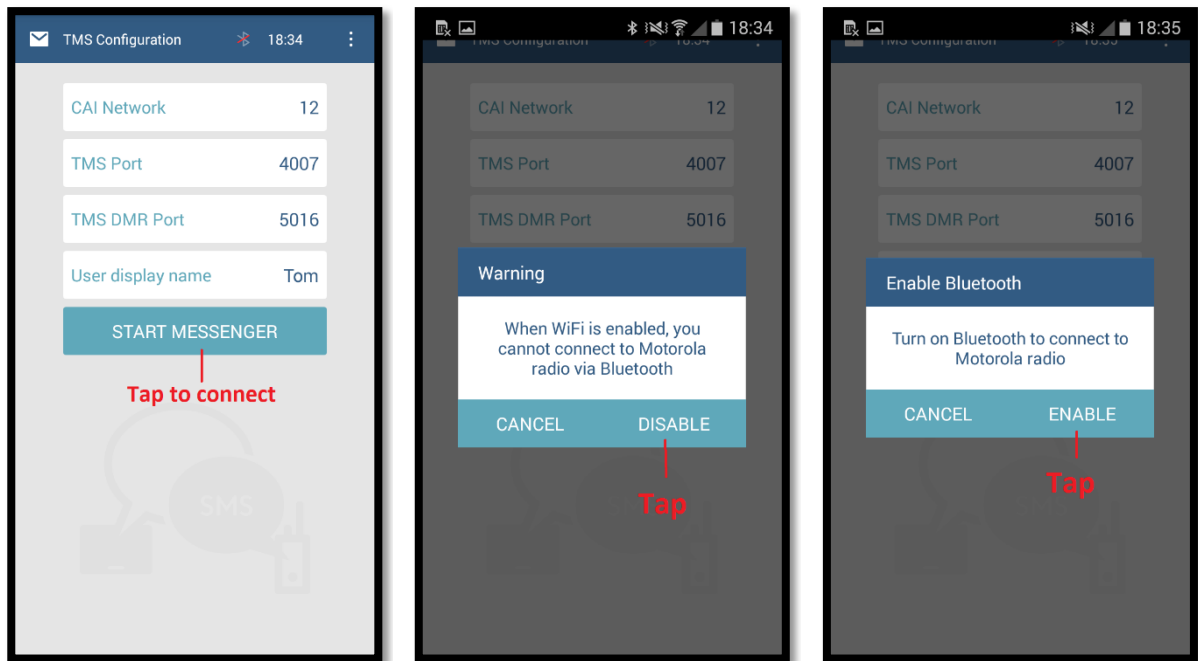 TMS Configuration 18:34
CAI Network 12
TMS Port 4007
TMS DMR Port 5016
User display name Tom
START MESSENGER
Tap to connect
SMS
18:34
TMS Configuration 18:34
CAI Network 12
TMS Port 4007
TMS DMR Port 5016
Warning
When WiFi is enabled, you
cannot connect to Motorola
radio via Bluetooth
CANCEL DISABLE
Tap
18:35
TMS Configuration 18:35
CAI Network 12
TMS Port 4007
TMS DMR Port 5016
Enable Bluetooth
Turn on Bluetooth to connect to
Motorola radio
CANCEL ENABLE
Tap